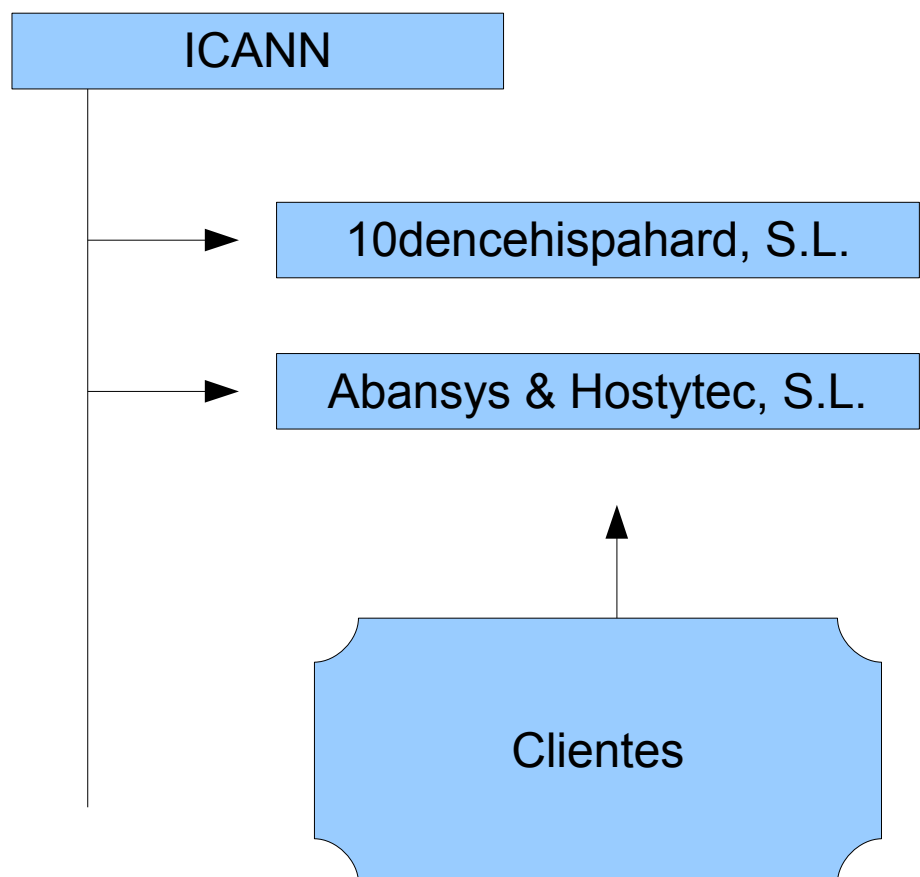 ICANN
10dencehispahard, S.L.
Abansys & Hostytec, S.L.
Clientes